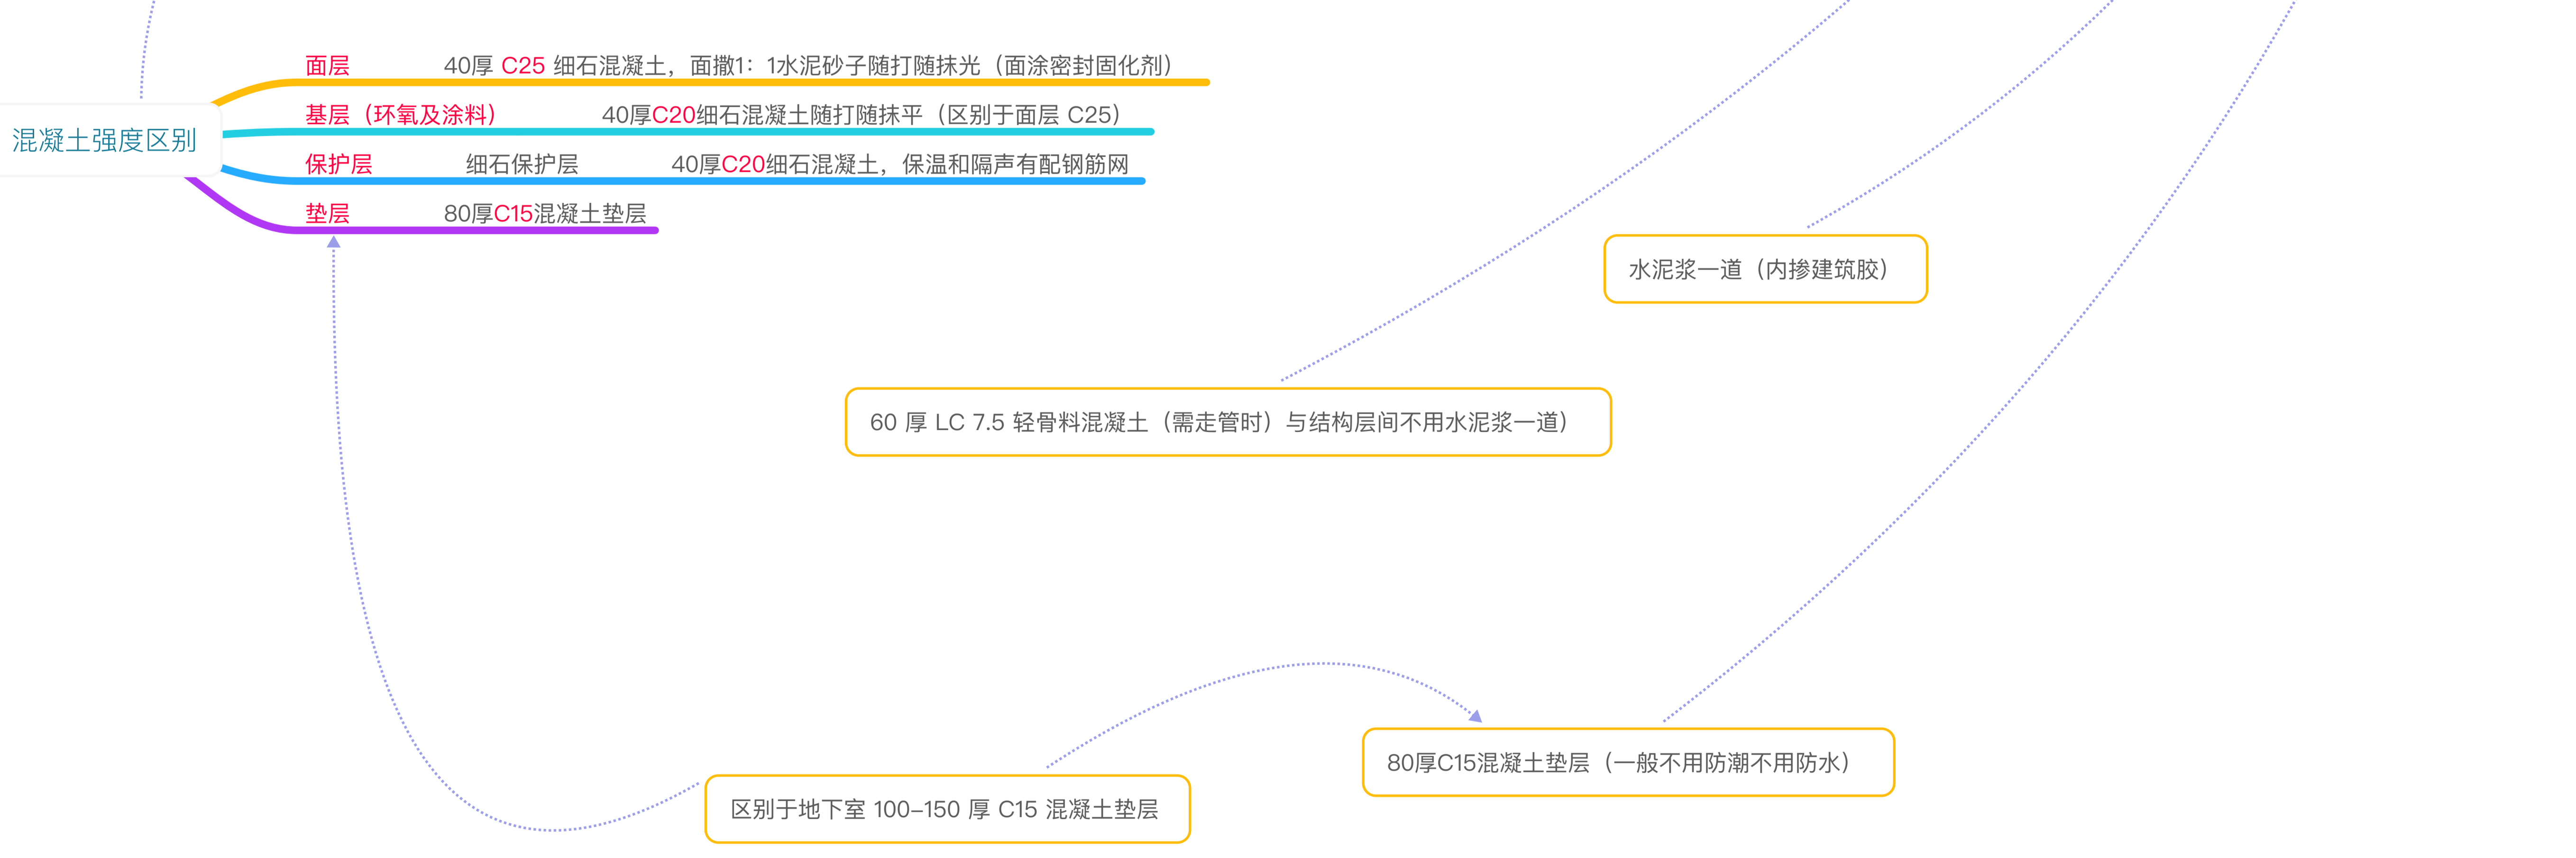 混凝土强度区别
面层 40厚 C25 细石混凝土，面撒1：1水泥砂子随打随抹光（面涂密封固化剂）
基层（环氧及涂料） 40厚C20细石混凝土随打随抹平（区别于面层 C25）
保护层 细石保护层 40厚C20细石混凝土，保温和隔声有配钢筋网
垫层 80厚C15混凝土垫层
水泥浆一道（内掺建筑胶）
60 厚 LC 7.5 轻骨料混凝土（需走管时）与结构层间不用水泥浆一道）
80厚C15混凝土垫层（一般不用防潮不用防水）
区别于地下室 100–150 厚 C15 混凝土垫层